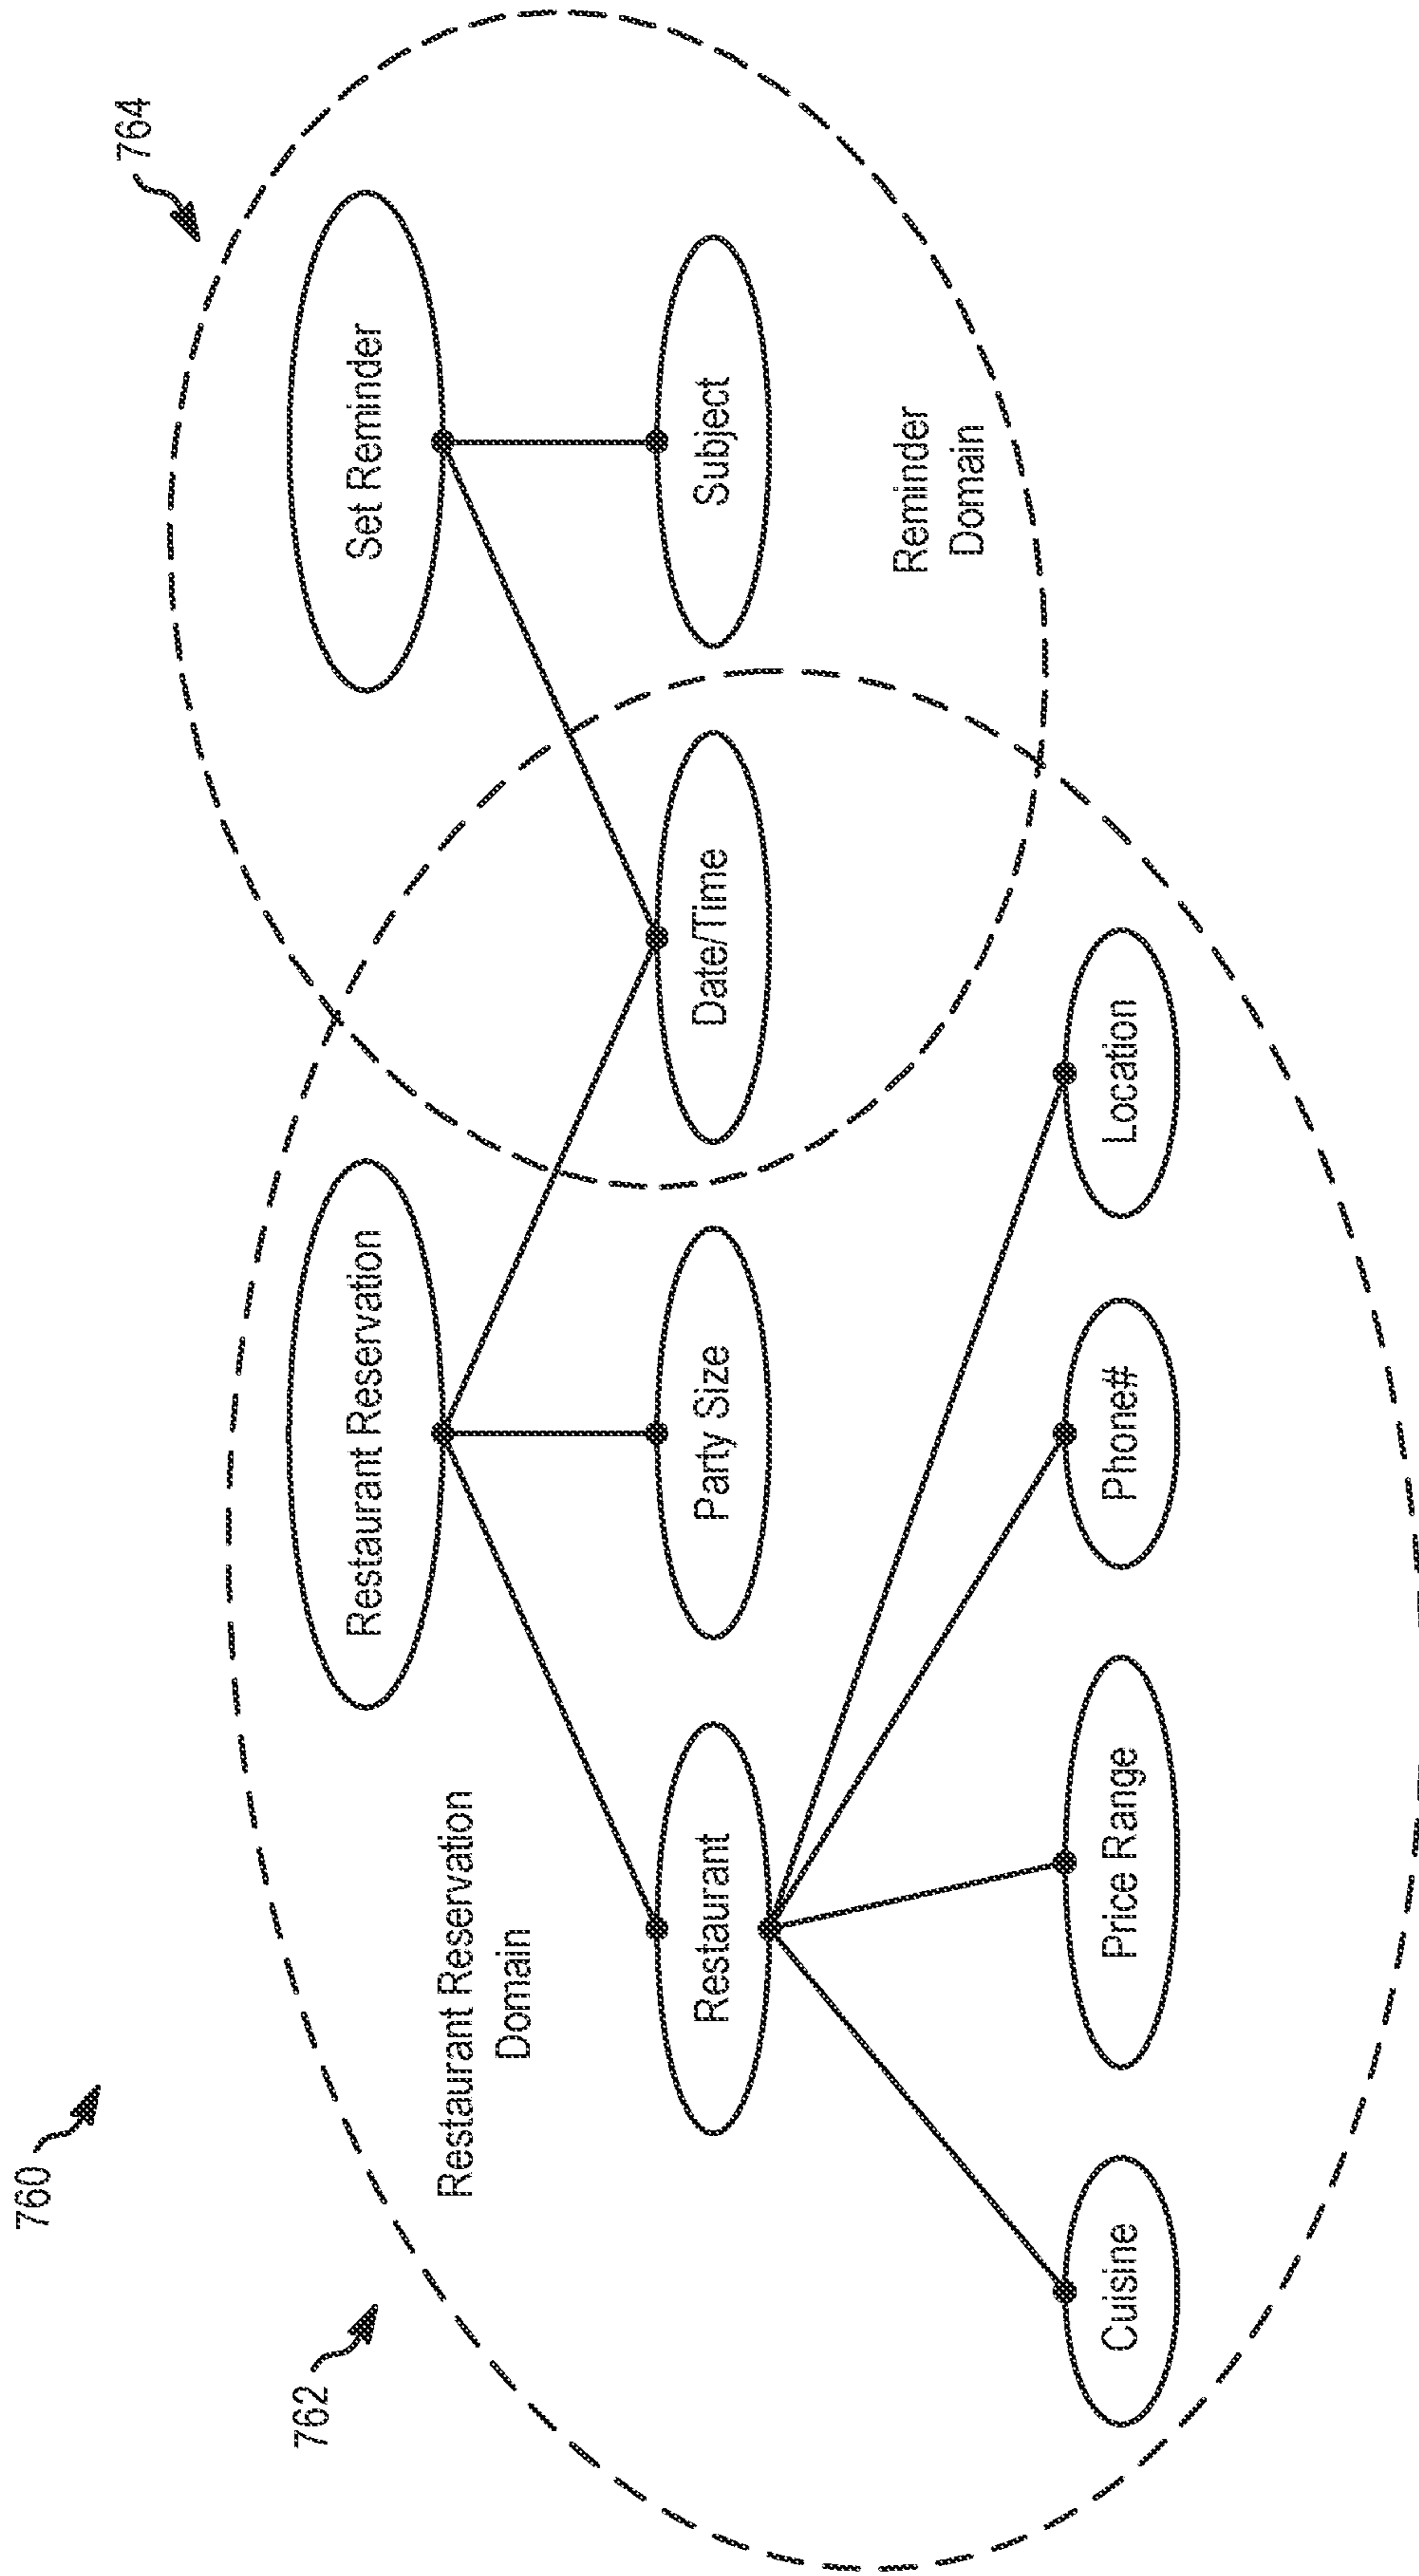 760
762
764
Restaurant Reservation
Set Reminder
Restaurant Reservation
Domain
Restaurant
Party Size
Date/Time
Subject
Reminder
Domain
Cuisine
Price Range
Phone#
Location